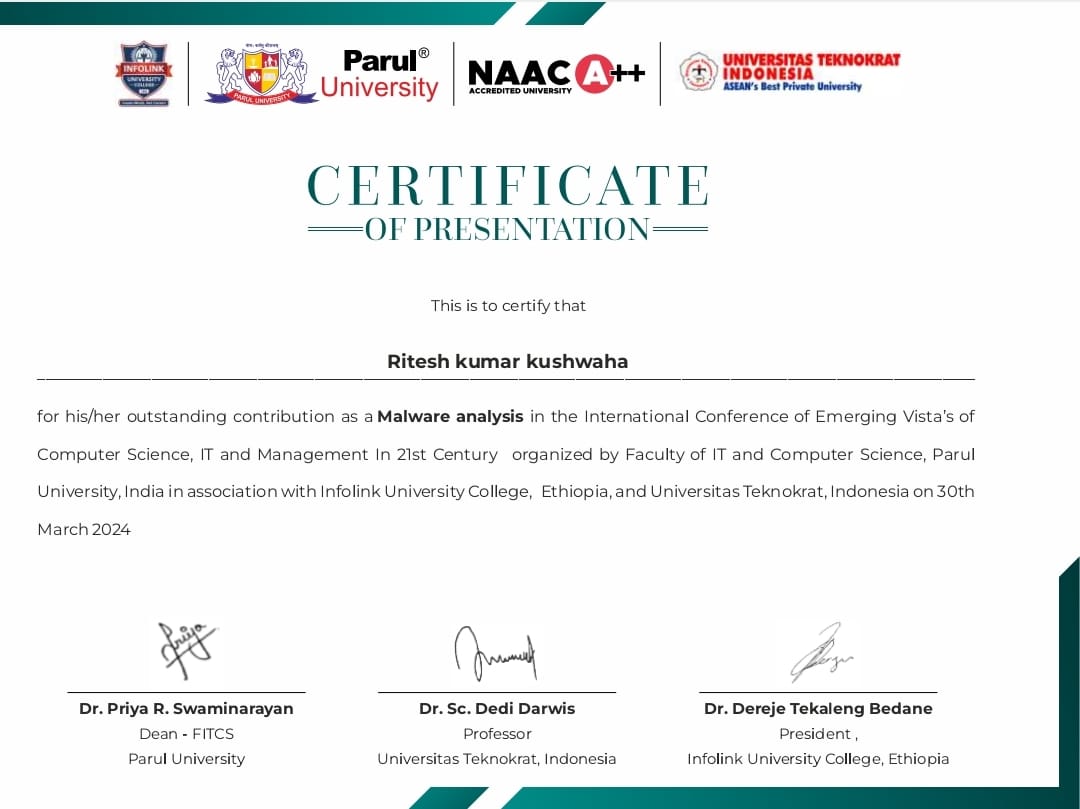 INFOLINK
UNIVERSITY
COLLEGE
PARUL UNIVERSITY
Parul®
University
NAAC A++
ACCREDITED UNIVERSITY
UNIVERSITAS TEKNOKRAT
INDONESIA
ASEAN's Best Private University
CERTIFICATE
OF PRESENTATION
This is to certify that
Ritesh kumar kushwaha
for his/her outstanding contribution as a Malware analysis in the International Conference of Emerging Vista's of
Computer Science, IT and Management In 21st Century organized by Faculty of IT and Computer Science, Parul
University, India in association with Infolink University College, Ethiopia, and Universitas Teknokrat, Indonesia on 30th
March 2024
Priya
Dr. Priya R. Swaminarayan
Dean - FITCS
Parul University
Dr. Sc. Dedi Darwis
Professor
Universitas Teknokrat, Indonesia
Dr. Dereje Tekaleng Bedane
President ,
Infolink University College, Ethiopia